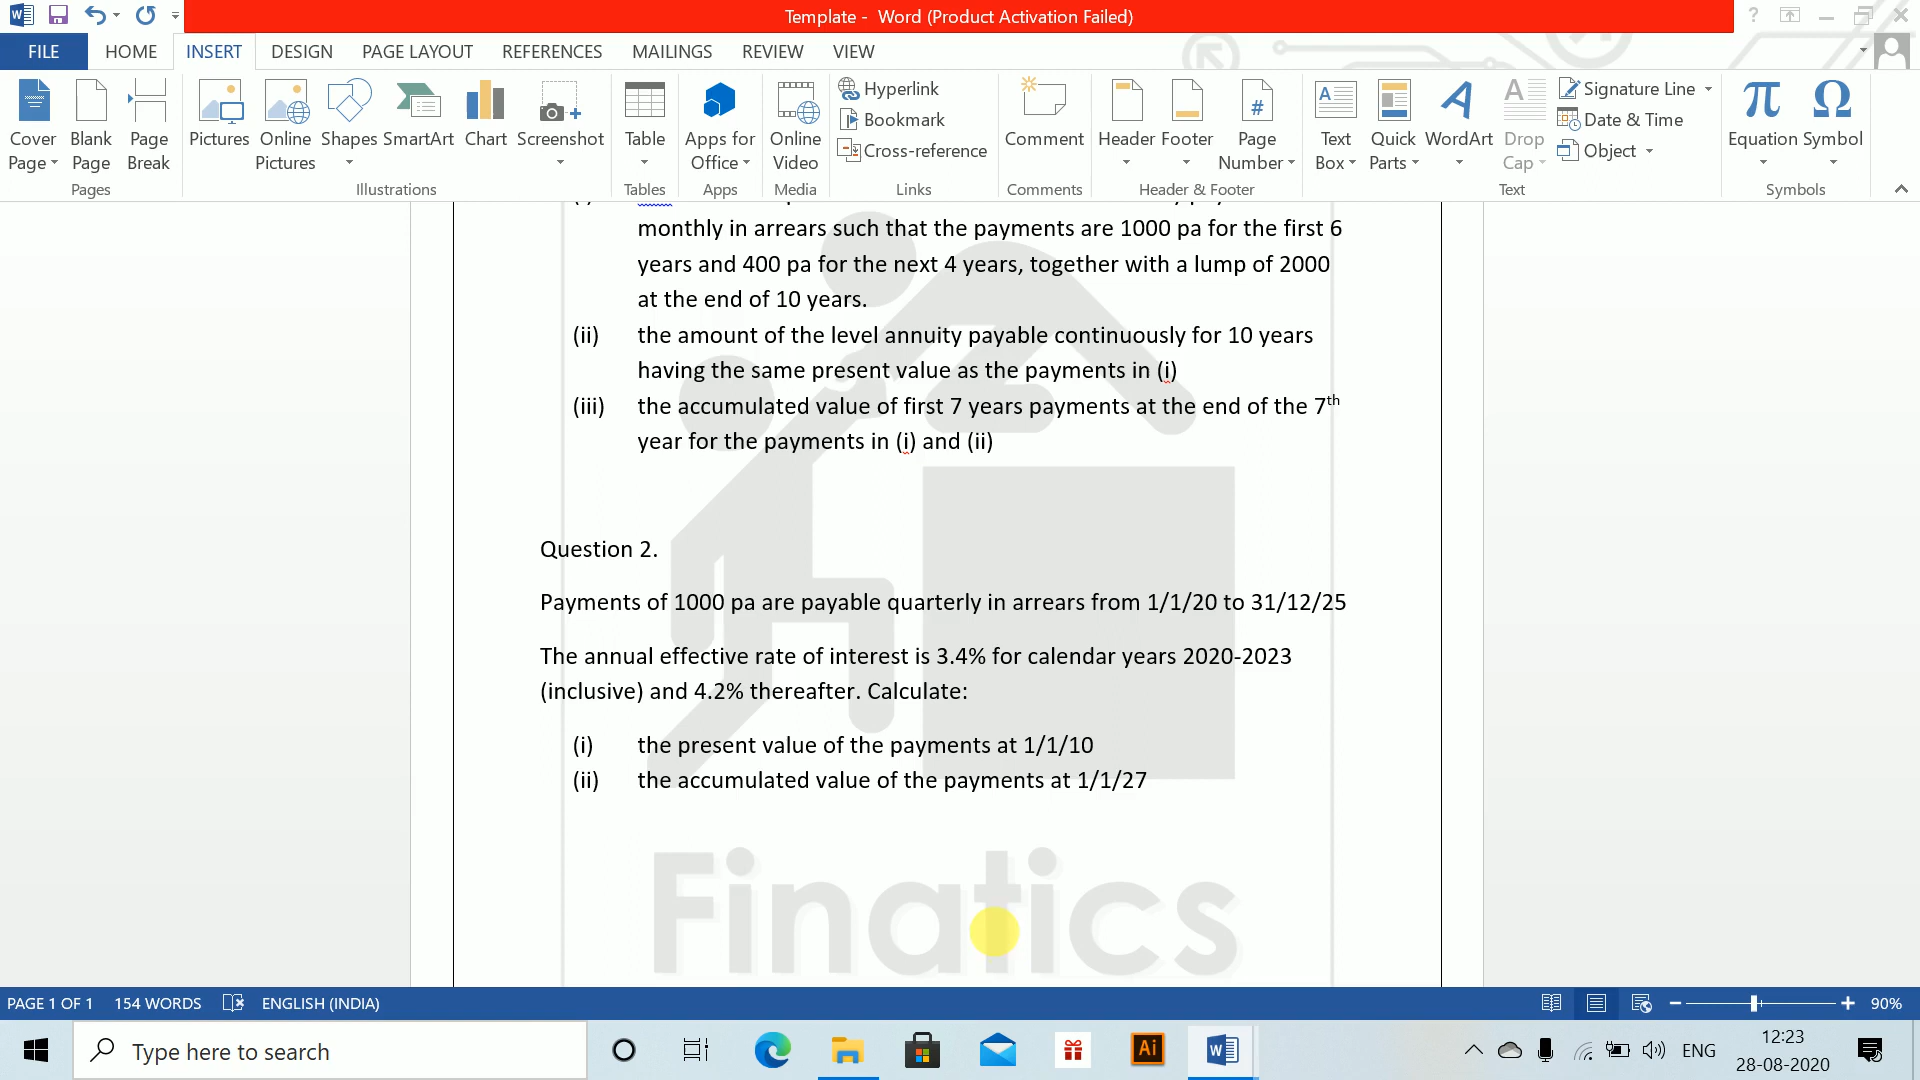 Template - Word (Product Activation Failed)
?
FILE HOME INSERT DESIGN PAGE LAYOUT REFERENCES MAILINGS REVIEW VIEW
Cover Page
Blank Page
Page Break
Pages
Pictures
Online Pictures
Shapes
SmartArt
Chart
Screenshot
Illustrations
Table
Tables
Apps for Office
Apps
Online Video
Media
Hyperlink
Bookmark
Cross-reference
Links
Comment
Comments
Header
Footer
Page Number
Header & Footer
Text Box
Quick Parts
WordArt
Drop Cap
Signature Line
Date & Time
Object
Text
Equation
Symbol
Symbols
monthly in arrears such that the payments are 1000 pa for the first 6
years and 400 pa for the next 4 years, together with a lump of 2000
at the end of 10 years.
(ii) the amount of the level annuity payable continuously for 10 years
having the same present value as the payments in (i)
(iii) the accumulated value of first 7 years payments at the end of the 7th
year for the payments in (i) and (ii)
Question 2.
Payments of 1000 pa are payable quarterly in arrears from 1/1/20 to 31/12/25
The annual effective rate of interest is 3.4% for calendar years 2020-2023
(inclusive) and 4.2% thereafter. Calculate:
(i) the present value of the payments at 1/1/10
(ii) the accumulated value of the payments at 1/1/27
Finatics
PAGE 1 OF 1 154 WORDS ENGLISH (INDIA) 90%
Type here to search
Ai
ENG
12:23
28-08-2020